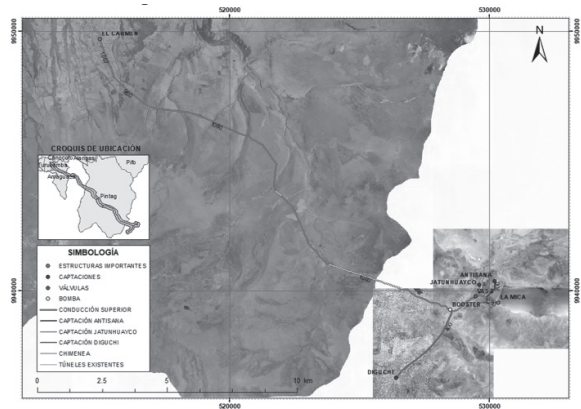 520000
530000
9950000
9950000
EL CARMEN
N
CROQUIS DE UBICACIÓN
Pifo
Pintag
SIMBOLOGÍA
ESTRUCTURAS IMPORTANTES
CAPTACIONES
VÁLVULAS
BOMBA
CONDUCCIÓN SUPERIOR
CAPTACIÓN ANTISANA
CAPTACIÓN JATUNHUAYCO
CAPTACIÓN DIGUCHI
CHIMENEA
TÚNELES EXISTENTES
ANTISANA
JATUNHUAYCO
LA MICA
BOOSTER
DIGUCHI
9940000
9940000
0 2.5 5 10 km
520000
530000